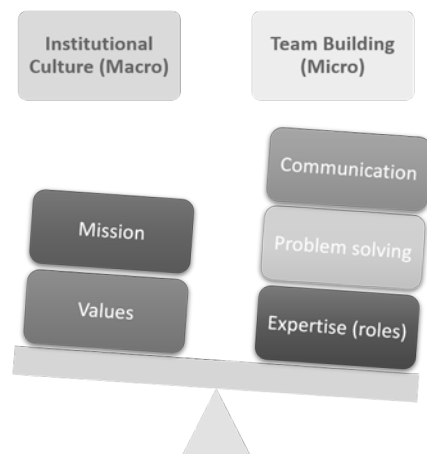 Institutional
Culture (Macro)
Team Building
(Micro)
Mission
Values
Communication
Problem solving
Expertise (roles)